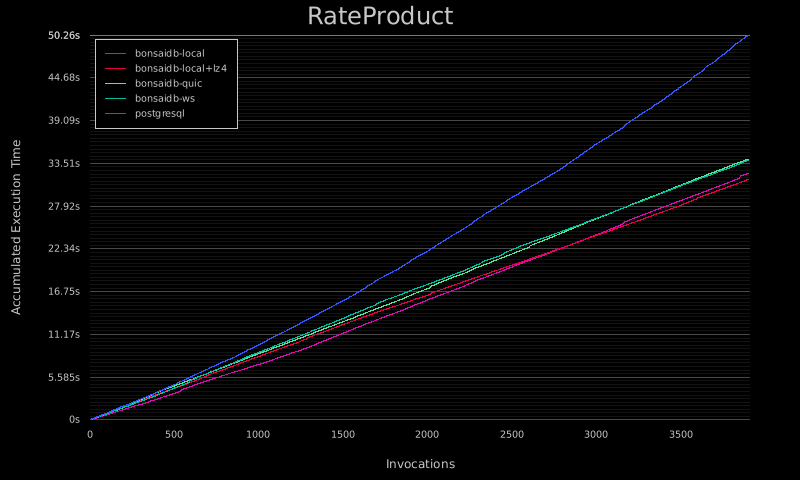 RateProduct
50.26s
44.68s
39.09s
33.51s
27.92s
22.34s
16.75s
11.17s
5.585s
0s
bonsaidb-local
bonsaidb-local+lz4
bonsaidb-quic
bonsaidb-ws
postgresql
Accumulated Execution Time
0 500 1000 1500 2000 2500 3000 3500
Invocations